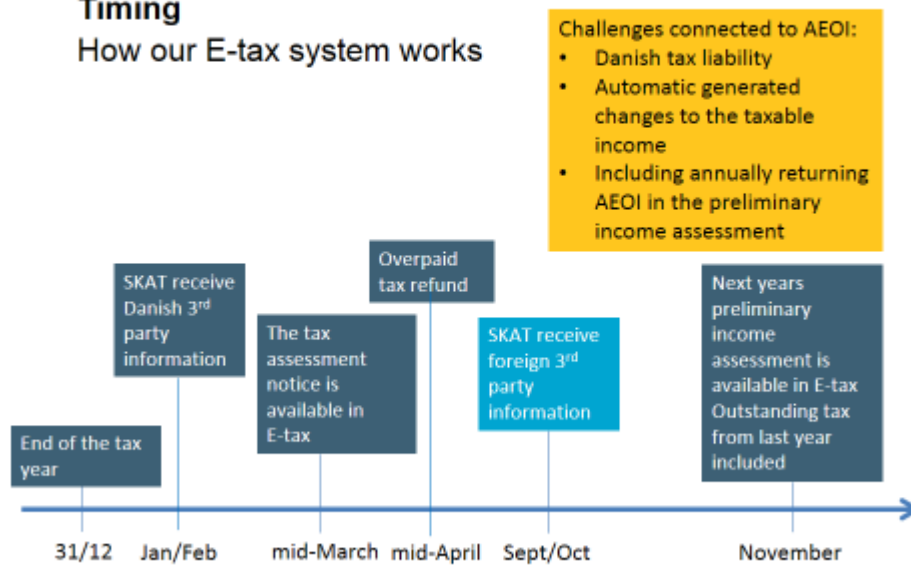 Timing
How our E-tax system works
Challenges connected to AEOI:
• Danish tax liability
• Automatic generated
changes to the taxable
income
• Including annually returning
AEOI in the preliminary
income assessment
End of the tax
year
SKAT receive
Danish 3rd
party
information
The tax
assessment
notice is
available in
E-tax
Overpaid
tax refund
SKAT receive
foreign 3rd
party
information
Next years
preliminary
income
assessment is
available in E-tax
Outstanding tax
from last year
included
31/12
Jan/Feb
mid-March
mid-April
Sept/Oct
November